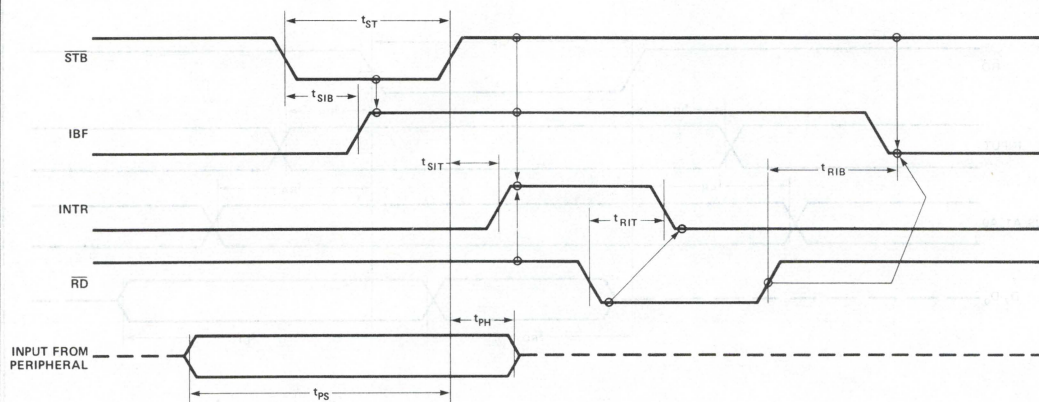 tST
STB
tSIB
IBF
tSIT
tRIB
INTR
tRIT
RD
tPH
INPUT FROM
PERIPHERAL
tPS